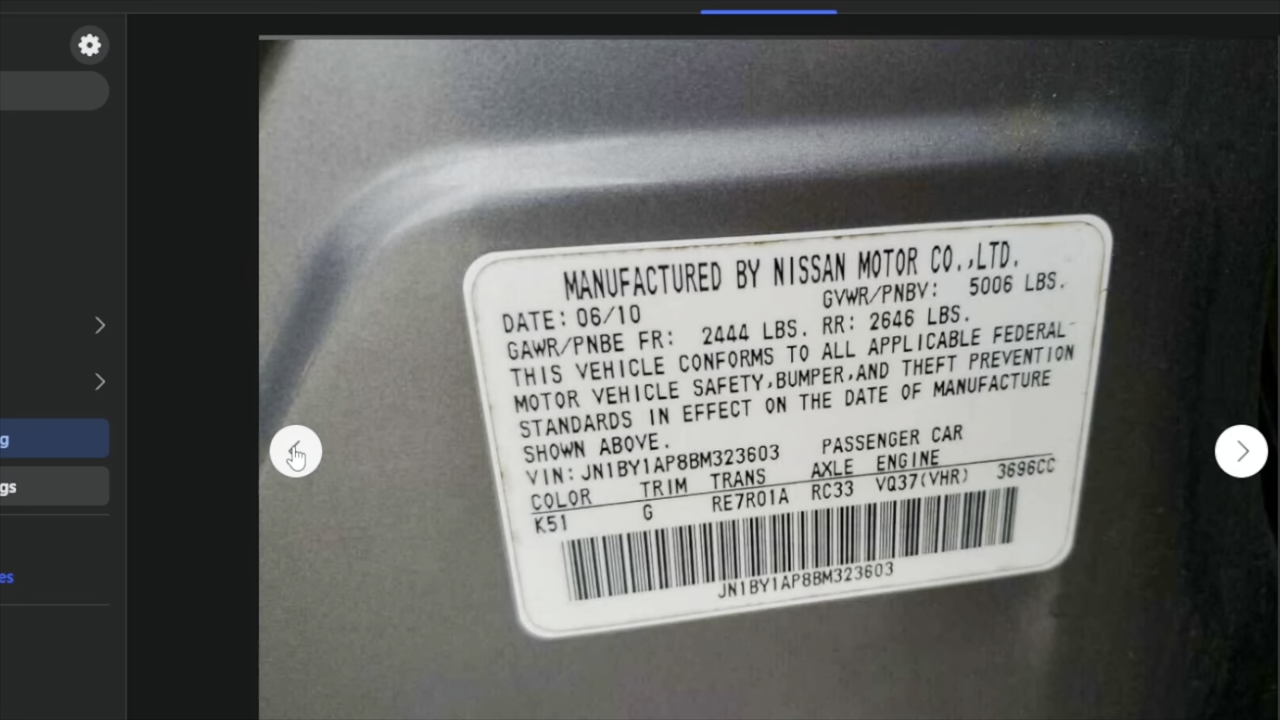 g
gs
es
MANUFACTURED BY NISSAN MOTOR CO.,LTD.
DATE: 06/10 GVWR/PNBV: 5006 LBS.
GAWR/PNBE FR: 2444 LBS. RR: 2646 LBS.
THIS VEHICLE CONFORMS TO ALL APPLICABLE FEDERAL
MOTOR VEHICLE SAFETY,BUMPER,AND THEFT PREVENTION
STANDARDS IN EFFECT ON THE DATE OF MANUFACTURE
SHOWN ABOVE.
VIN: JN1BY1AP8BM323603 PASSENGER CAR
COLOR TRIM TRANS AXLE ENGINE
K51 G RE7R01A RC33 VQ37(VHR) 3696CC
JN1BY1AP8BM323603